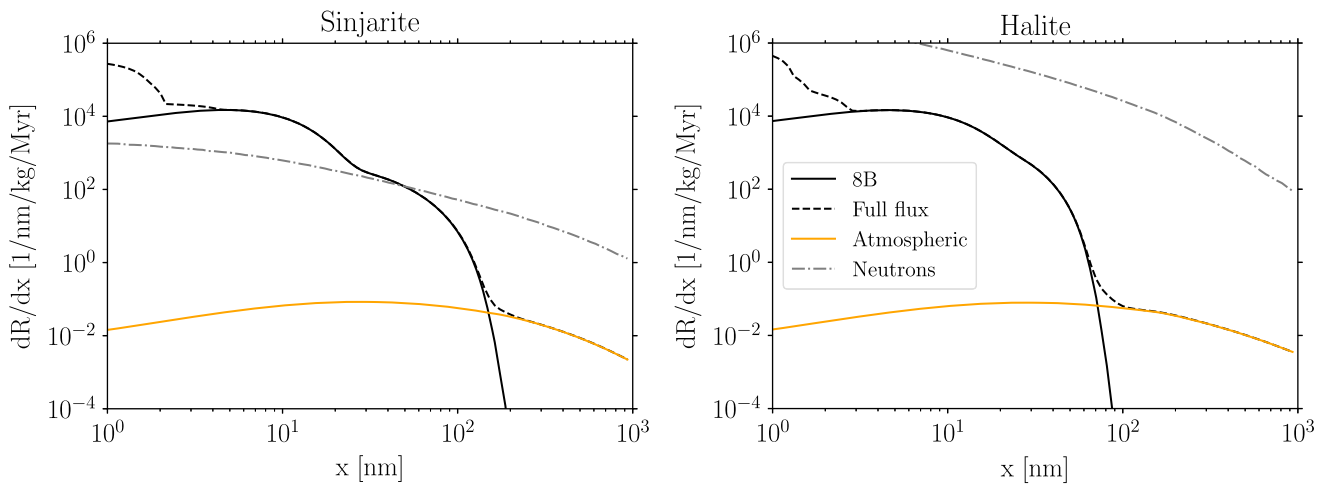 Sinjarite
dR/dx [1/nm/kg/Myr]
10^6
10^4
10^2
10^0
10^−2
10^−4
10^0
10^1
10^2
10^3
x [nm]
Halite
dR/dx [1/nm/kg/Myr]
10^6
10^4
10^2
10^0
10^−2
10^−4
8B
Full flux
Atmospheric
Neutrons
10^0
10^1
10^2
10^3
x [nm]